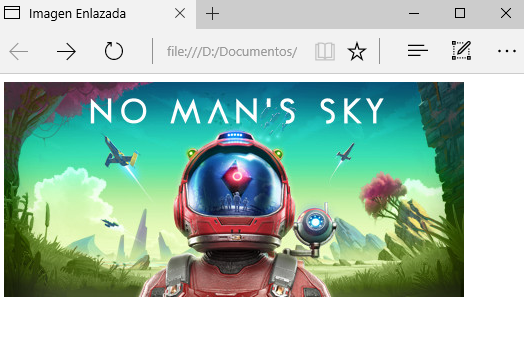 Imagen Enlazada
file:///D:/Documentos/
NO MAN'S SKY